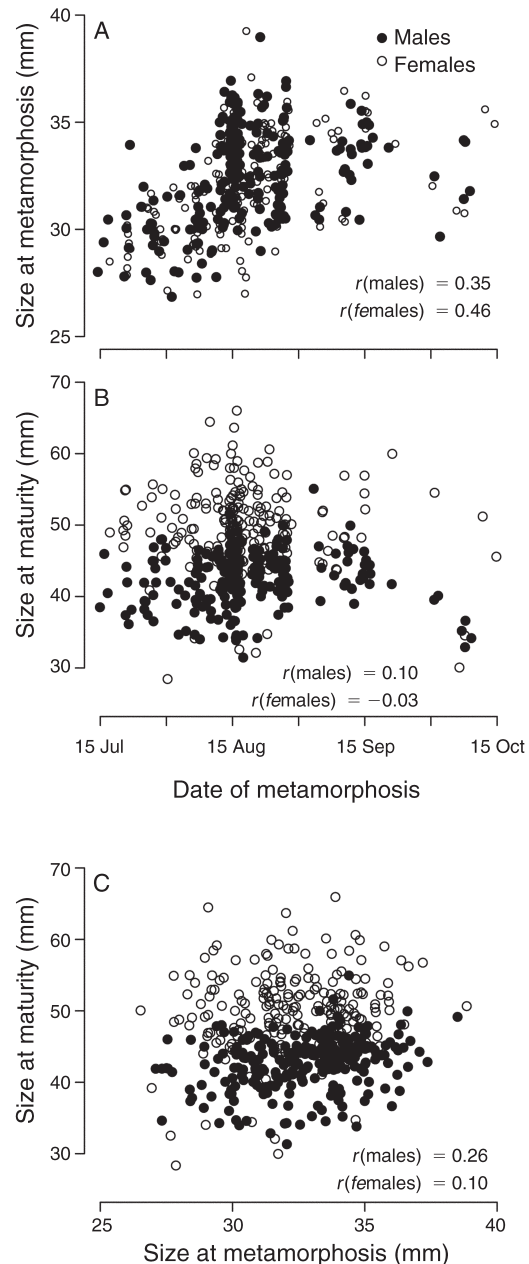 A
Males
Females
40
35
30
25
Size at metamorphosis (mm)
r(males) = 0.35
r(females) = 0.46
B
70
60
50
40
30
Size at maturity (mm)
r(males) = 0.10
r(females) = −0.03
15 Jul 15 Aug 15 Sep 15 Oct
Date of metamorphosis
C
70
60
50
40
30
Size at maturity (mm)
r(males) = 0.26
r(females) = 0.10
25 30 35 40
Size at metamorphosis (mm)